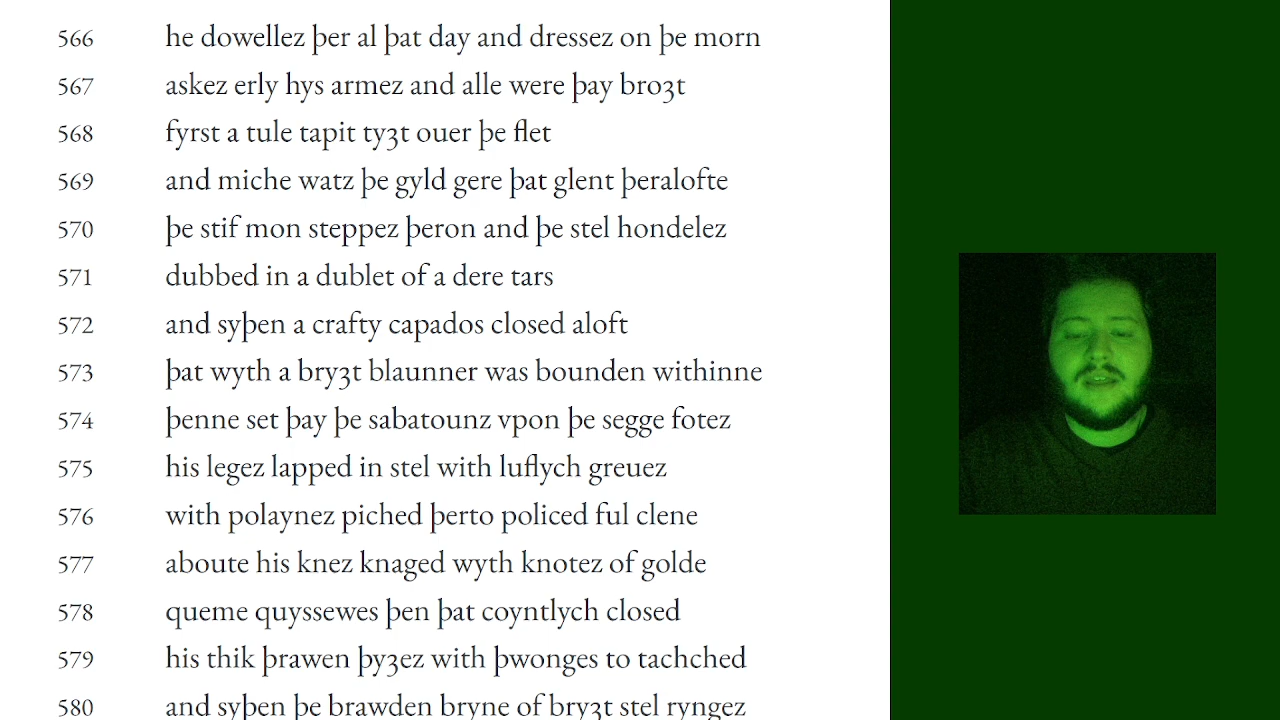 566 he dowellez þer al þat day and dressez on þe morn
567 askez erly hys armez and alle were þay broȝt
568 fyrst a tule tapit tyȝt ouer þe flet
569 and miche watz þe gyld gere þat glent þeralofte
570 þe stif mon steppez þeron and þe stel hondelez
571 dubbed in a dublet of a dere tars
572 and syþen a crafty capados closed aloft
573 þat wyth a bryȝt blaunner was bounden withinne
574 þenne set þay þe sabatounz vpon þe segge fotez
575 his legez lapped in stel with luflych greuez
576 with polaynez piched þerto policed ful clene
577 aboute his knez knaged wyth knotez of golde
578 queme quyssewes þen þat coyntlych closed
579 his thik þrawen þyȝez with þwonges to tachched
580 and syþen þe brawden bryne of bryȝt stel ryngez